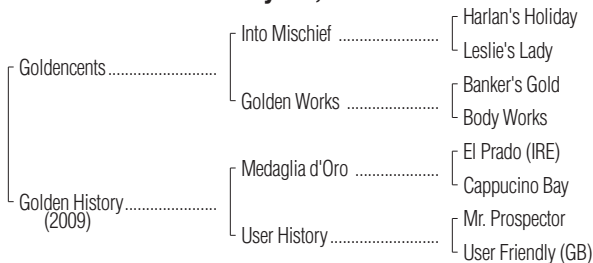 Harlan's Holiday
Into Mischief ..................
Leslie's Lady
Goldencents........................
Banker's Gold
Golden Works ..................
Body Works
El Prado (IRE)
Medaglia d'Oro ..................
Cappucino Bay
Golden History....................
(2009)
Mr. Prospector
User History.......................
User Friendly (GB)